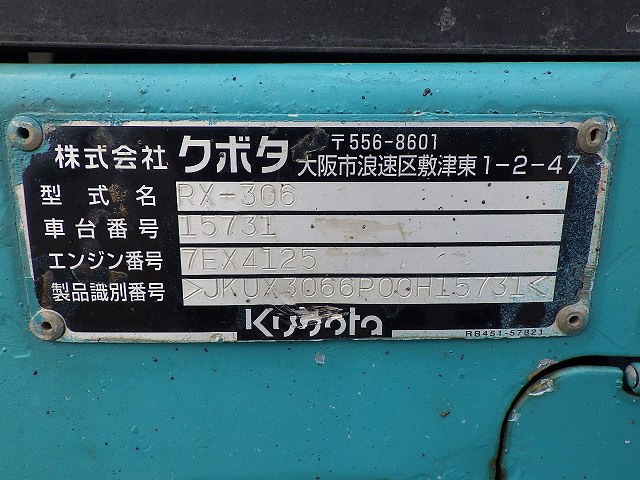 株式会社 クボタ 〒556-8601
大阪市浪速区敷津東1-2-47
型式名 RX-306
車台番号 15731
エンジン番号 7EX4125
製品識別番号 >JKUX3066P00H15731<
Kubota
RB451-57821